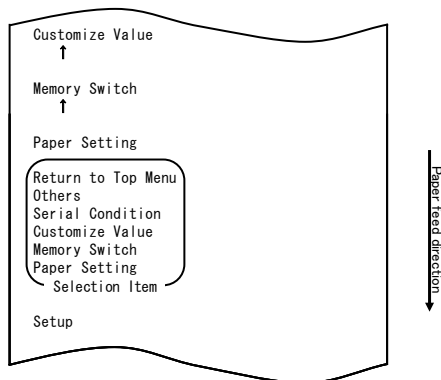 Customize Value
↑
Memory Switch
↑
Paper Setting
Return to Top Menu
Others
Serial Condition
Customize Value
Memory Switch
Paper Setting
Selection Item
Setup
Paper feed direction